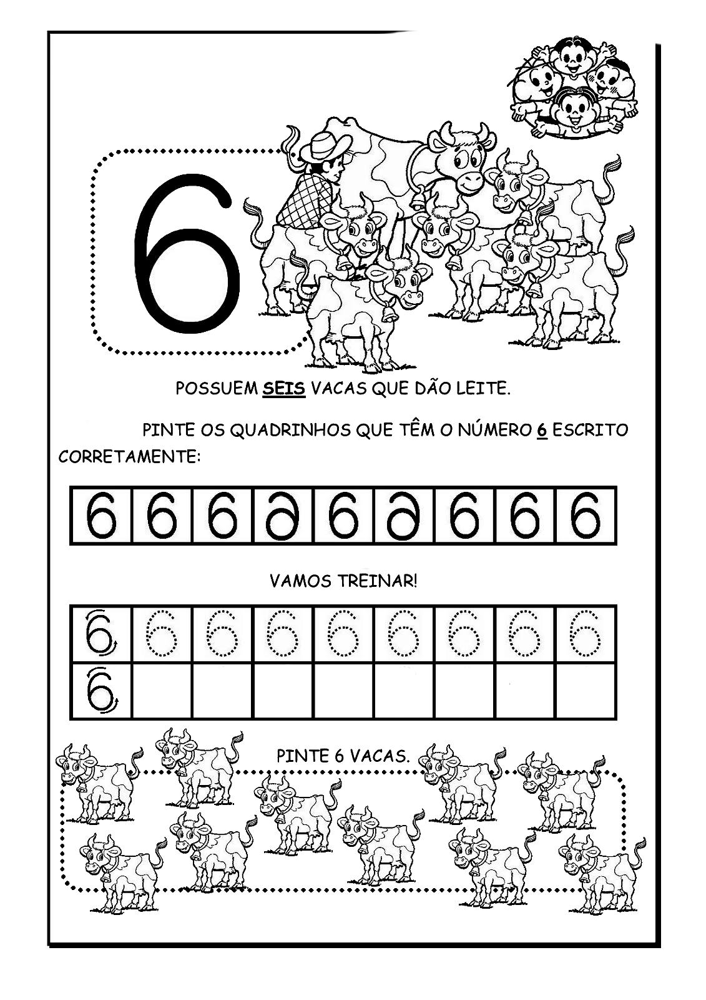 6
POSSUEM SEIS VACAS QUE DÃO LEITE.
PINTE OS QUADRINHOS QUE TÊM O NÚMERO 6 ESCRITO
CORRETAMENTE:
6 6 6 6 6 6 6 6 6
VAMOS TREINAR!
6 6 6 6 6 6 6 6 6
6
PINTE 6 VACAS.